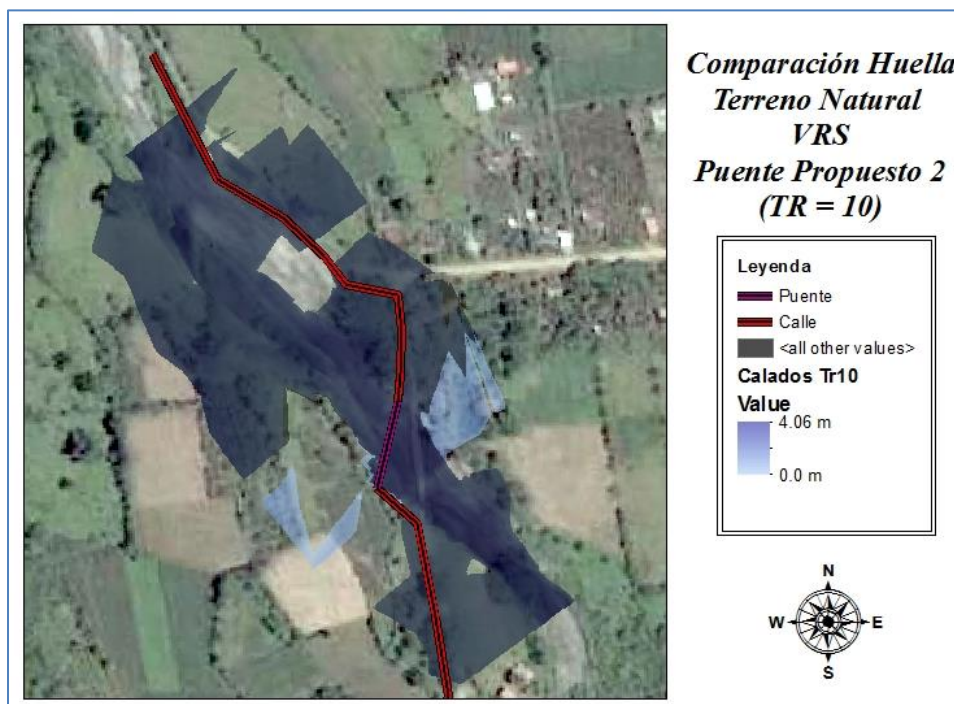 Comparación Huella
Terreno Natural
VRS
Puente Propuesto 2
(TR = 10)
Leyenda
Puente
Calle
<all other values>
Calados Tr10
Value
4.06 m
0.0 m
N
W
E
S